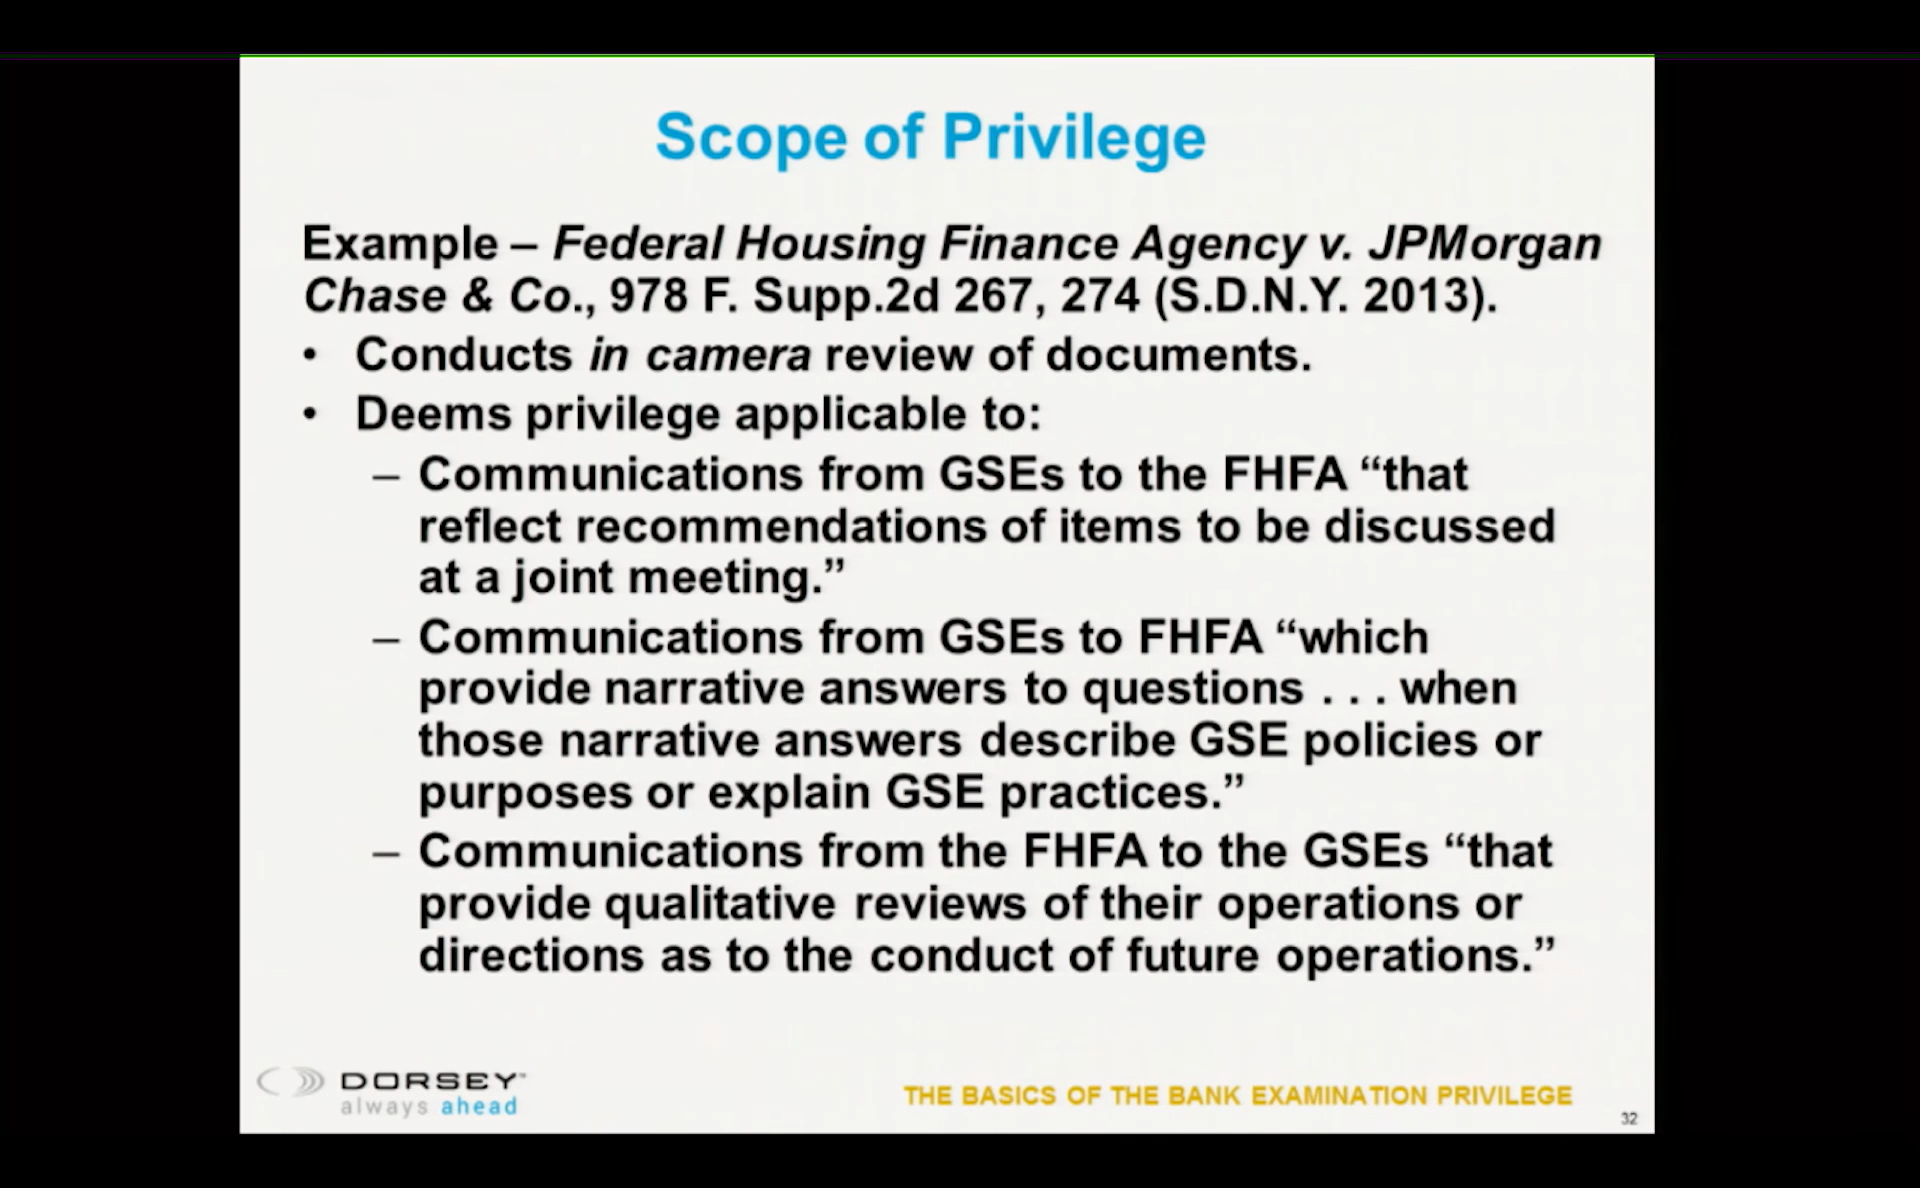 Scope of Privilege
Example – Federal Housing Finance Agency v. JPMorgan
Chase & Co., 978 F. Supp.2d 267, 274 (S.D.N.Y. 2013).
• Conducts in camera review of documents.
• Deems privilege applicable to:
– Communications from GSEs to the FHFA “that
reflect recommendations of items to be discussed
at a joint meeting.”
– Communications from GSEs to FHFA “which
provide narrative answers to questions . . . when
those narrative answers describe GSE policies or
purposes or explain GSE practices.”
– Communications from the FHFA to the GSEs “that
provide qualitative reviews of their operations or
directions as to the conduct of future operations.”
DORSEY™
always ahead
THE BASICS OF THE BANK EXAMINATION PRIVILEGE
32